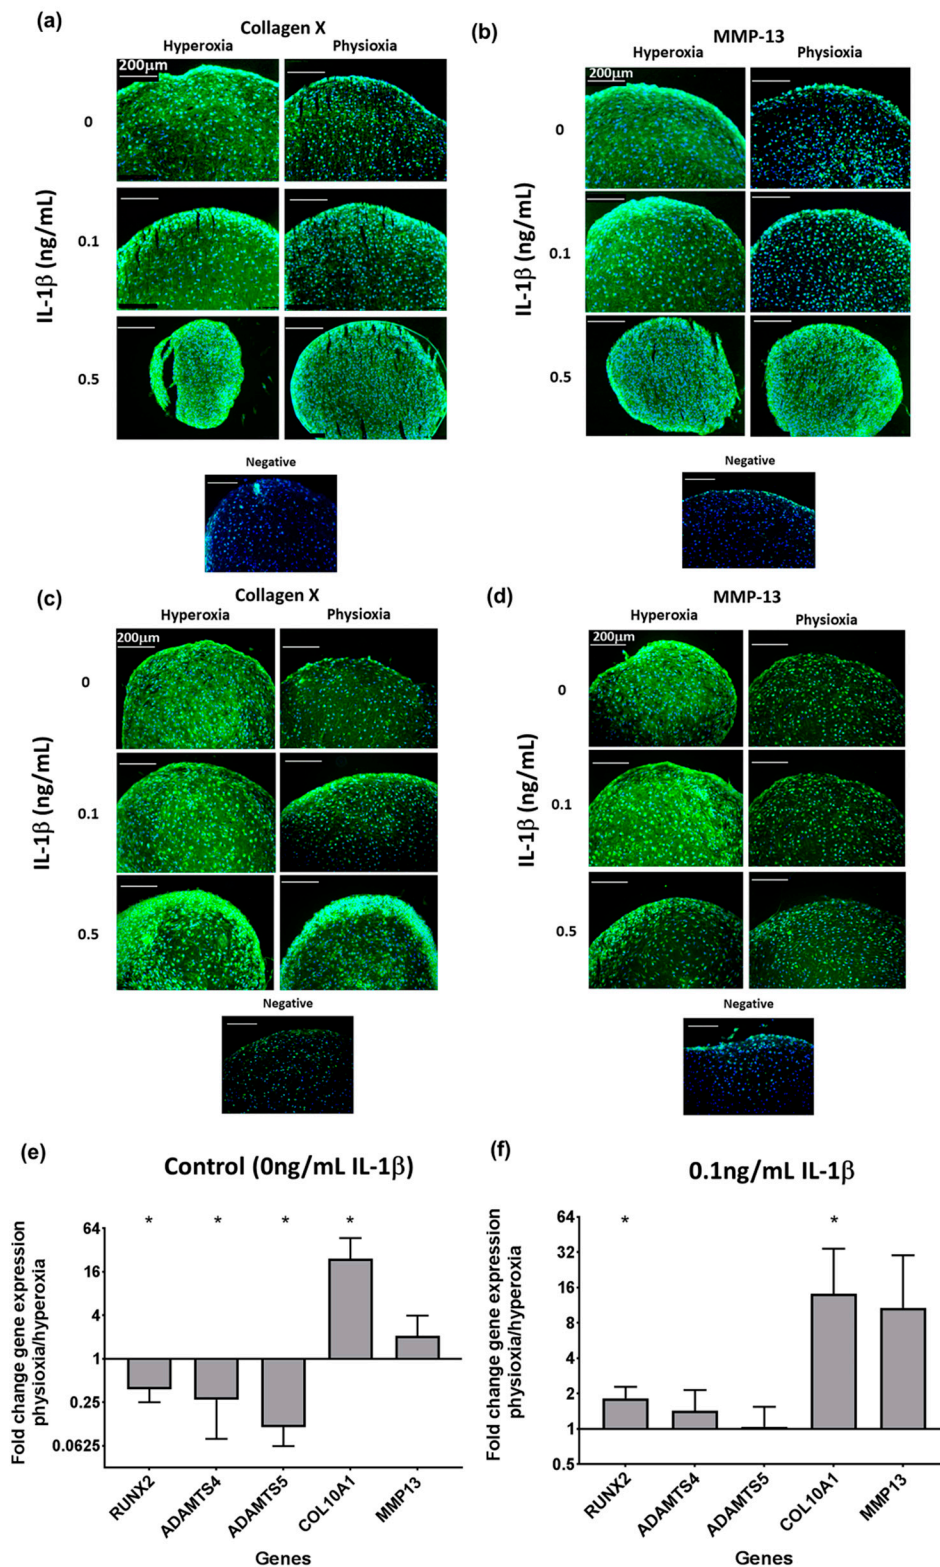 (a)
Collagen X
Hyperoxia
Physioxia
200µm
0
0.1
0.5
IL-1β (ng/mL)
Negative
(b)
MMP-13
Hyperoxia
Physioxia
200µm
0
0.1
0.5
IL-1β (ng/mL)
Negative
(c)
Collagen X
Hyperoxia
Physioxia
200µm
0
0.1
0.5
IL-1β (ng/mL)
Negative
(d)
MMP-13
Hyperoxia
Physioxia
200µm
0
0.1
0.5
IL-1β (ng/mL)
Negative
(e)
Control (0ng/mL IL-1β)
Fold change gene expression
physioxia/hyperoxia
64
16
4
1
0.25
0.0625
* * * *
RUNX2
ADAMTS4
ADAMTS5
COL10A1
MMP13
Genes
(f)
0.1ng/mL IL-1β
Fold change gene expression
physioxia/hyperoxia
64
32
16
8
4
2
1
0.5
* *
RUNX2
ADAMTS4
ADAMTS5
COL10A1
MMP13
Genes